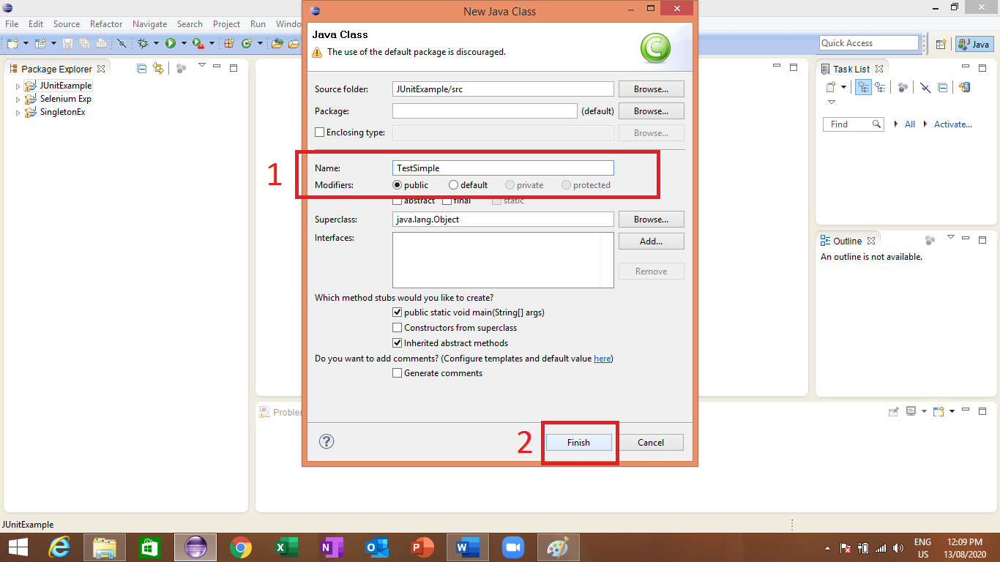 New Java Class
File Edit Source Refactor Navigate Search Project Run Windo
Quick Access
Java
Java Class
The use of the default package is discouraged.
Package Explorer
JUnitExample
Selenium Exp
SingletonEx
Source folder: JUnitExample/src Browse...
Package: (default) Browse...
Enclosing type: Browse...
1
Name: TestSimple
Modifiers: public default private protected
abstract final static
Superclass: java.lang.Object Browse...
Interfaces: Add...
Remove
Which method stubs would you like to create?
public static void main(String[] args)
Constructors from superclass
Inherited abstract methods
Do you want to add comments? (Configure templates and default value here)
Generate comments
2
Finish Cancel
Task List
Find All Activate...
Outline
An outline is not available.
Problem
JUnitExample
ENG
US
12:09 PM
13/08/2020